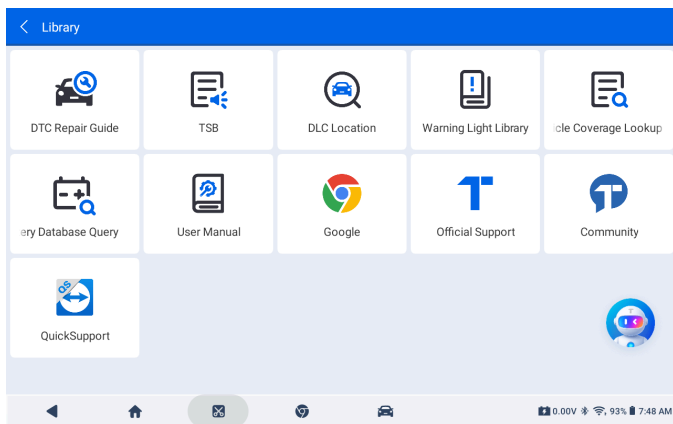 Library
DTC Repair Guide
TSB
DLC Location
Warning Light Library
cle Coverage Lookup
ery Database Query
User Manual
Google
Official Support
Community
QS
QuickSupport
0.00V 93% 7:48 AM